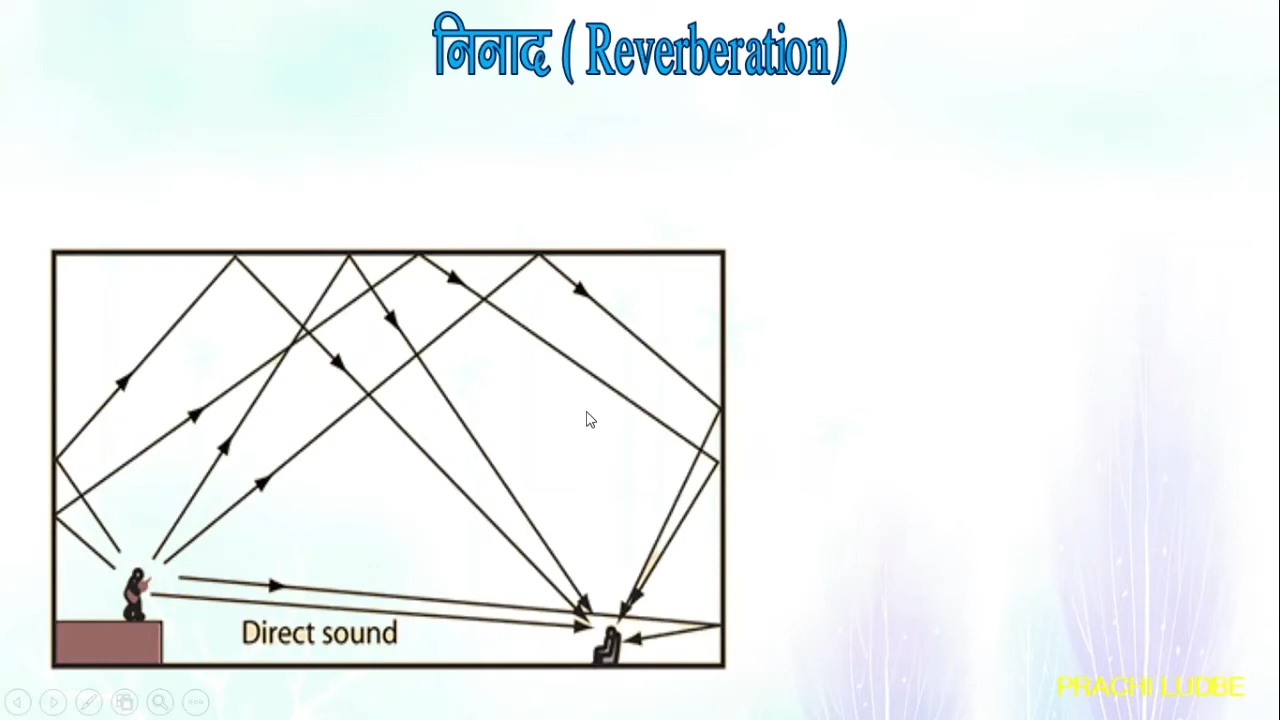 निनाद ( Reverberation)
Direct sound
PRACHI LUDBE